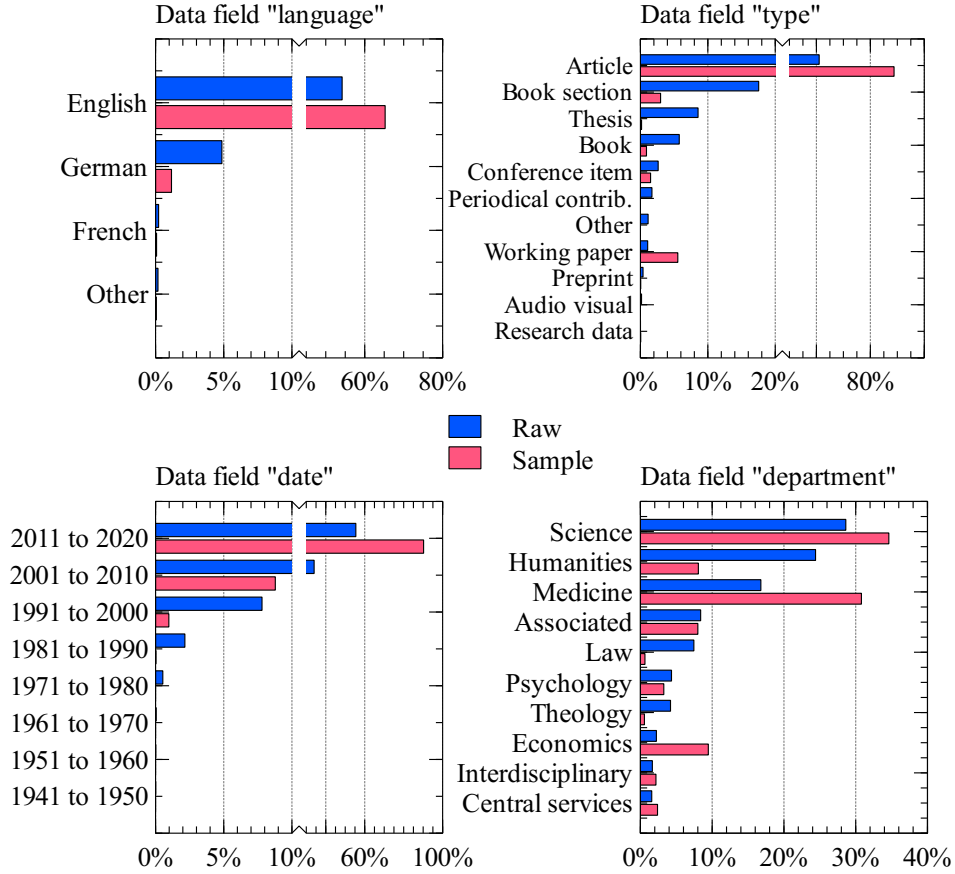 Data field "language"
English
German
French
Other
0% 5% 10% 60% 80%
Data field "type"
Article
Book section
Thesis
Book
Conference item
Periodical contrib.
Other
Working paper
Preprint
Audio visual
Research data
0% 10% 20% 80%
Raw
Sample
Data field "date"
2011 to 2020
2001 to 2010
1991 to 2000
1981 to 1990
1971 to 1980
1961 to 1970
1951 to 1960
1941 to 1950
0% 5% 10% 60% 100%
Data field "department"
Science
Humanities
Medicine
Associated
Law
Psychology
Theology
Economics
Interdisciplinary
Central services
0% 10% 20% 30% 40%